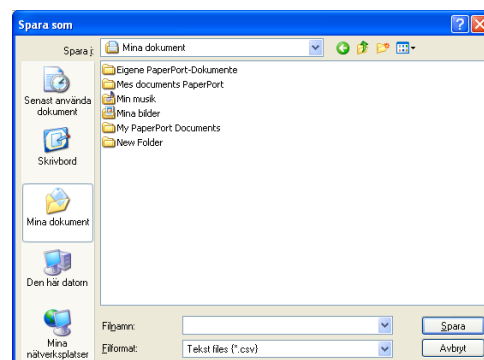 Spara som
Spara i:
Mina dokument
Senast använda
dokument
Skrivbord
Mina dokument
Den här datorn
Mina
nätverksplatser
Eigene PaperPort-Dokumente
Mes documents PaperPort
Min musik
Mina bilder
My PaperPort Documents
New Folder
Filnamn:
Spara
Filformat:
Tekst files (*.csv)
Avbryt